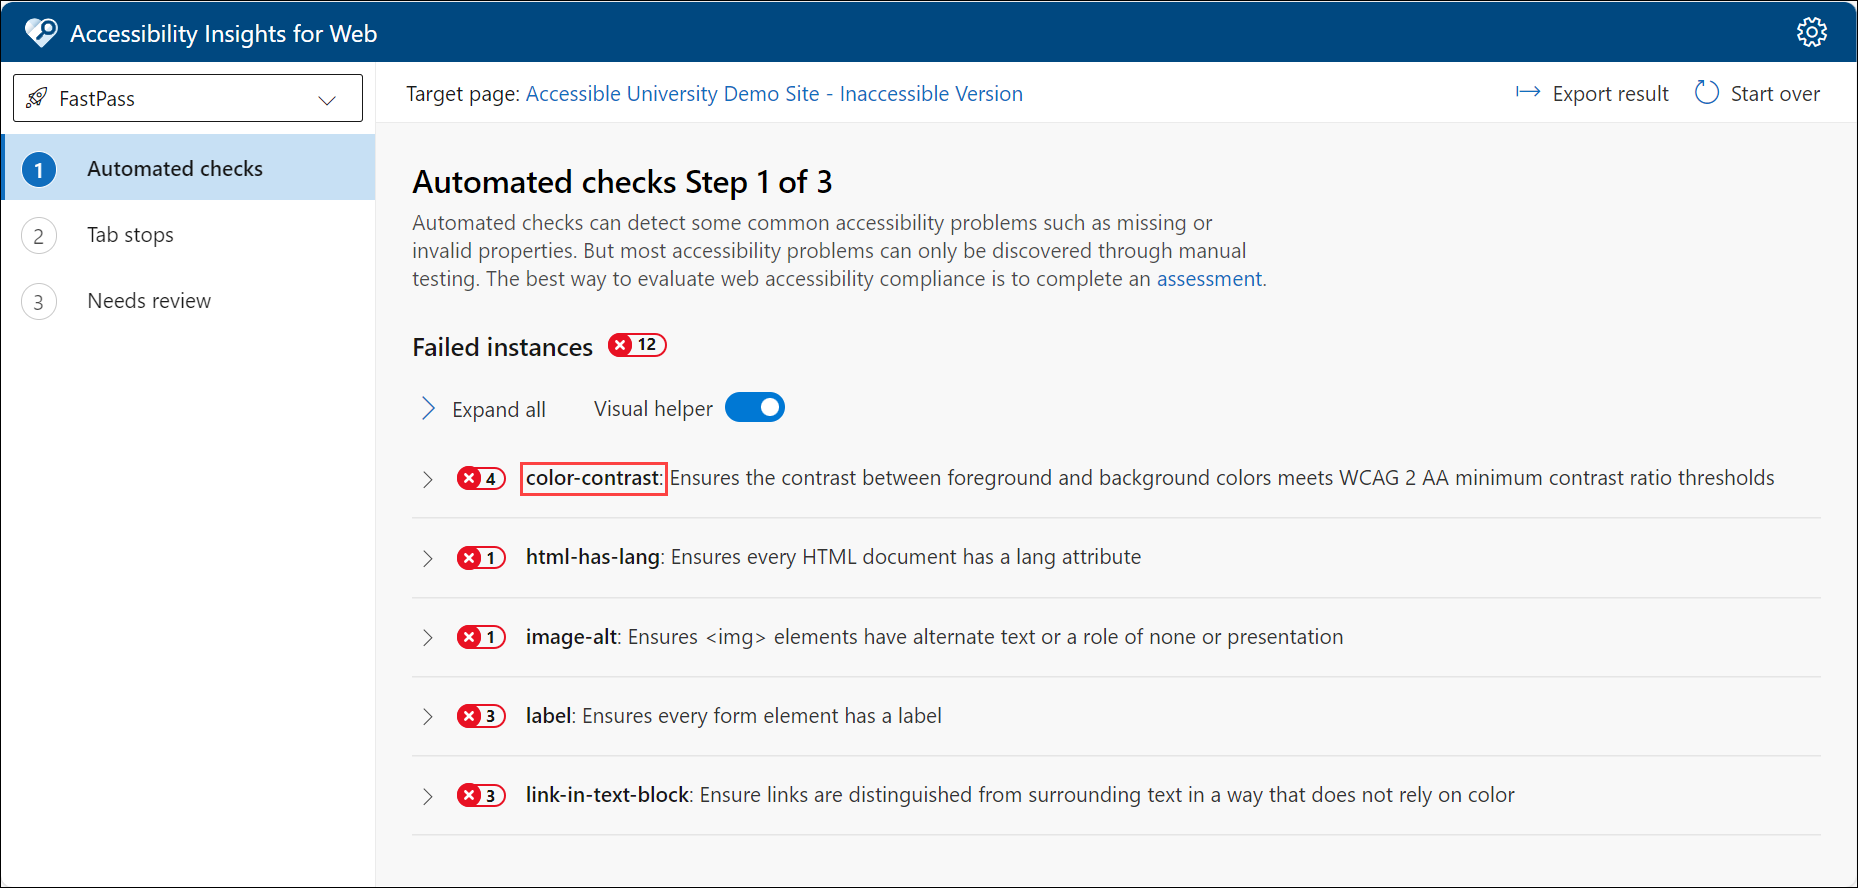 Accessibility Insights for Web
FastPass
Target page: Accessible University Demo Site - Inaccessible Version
Export result
Start over
1 Automated checks
2 Tab stops
3 Needs review
Automated checks Step 1 of 3
Automated checks can detect some common accessibility problems such as missing or
invalid properties. But most accessibility problems can only be discovered through manual
testing. The best way to evaluate web accessibility compliance is to complete an assessment.
Failed instances 12
Expand all
Visual helper
4 color-contrast: Ensures the contrast between foreground and background colors meets WCAG 2 AA minimum contrast ratio thresholds
1 html-has-lang: Ensures every HTML document has a lang attribute
1 image-alt: Ensures <img> elements have alternate text or a role of none or presentation
3 label: Ensures every form element has a label
3 link-in-text-block: Ensure links are distinguished from surrounding text in a way that does not rely on color